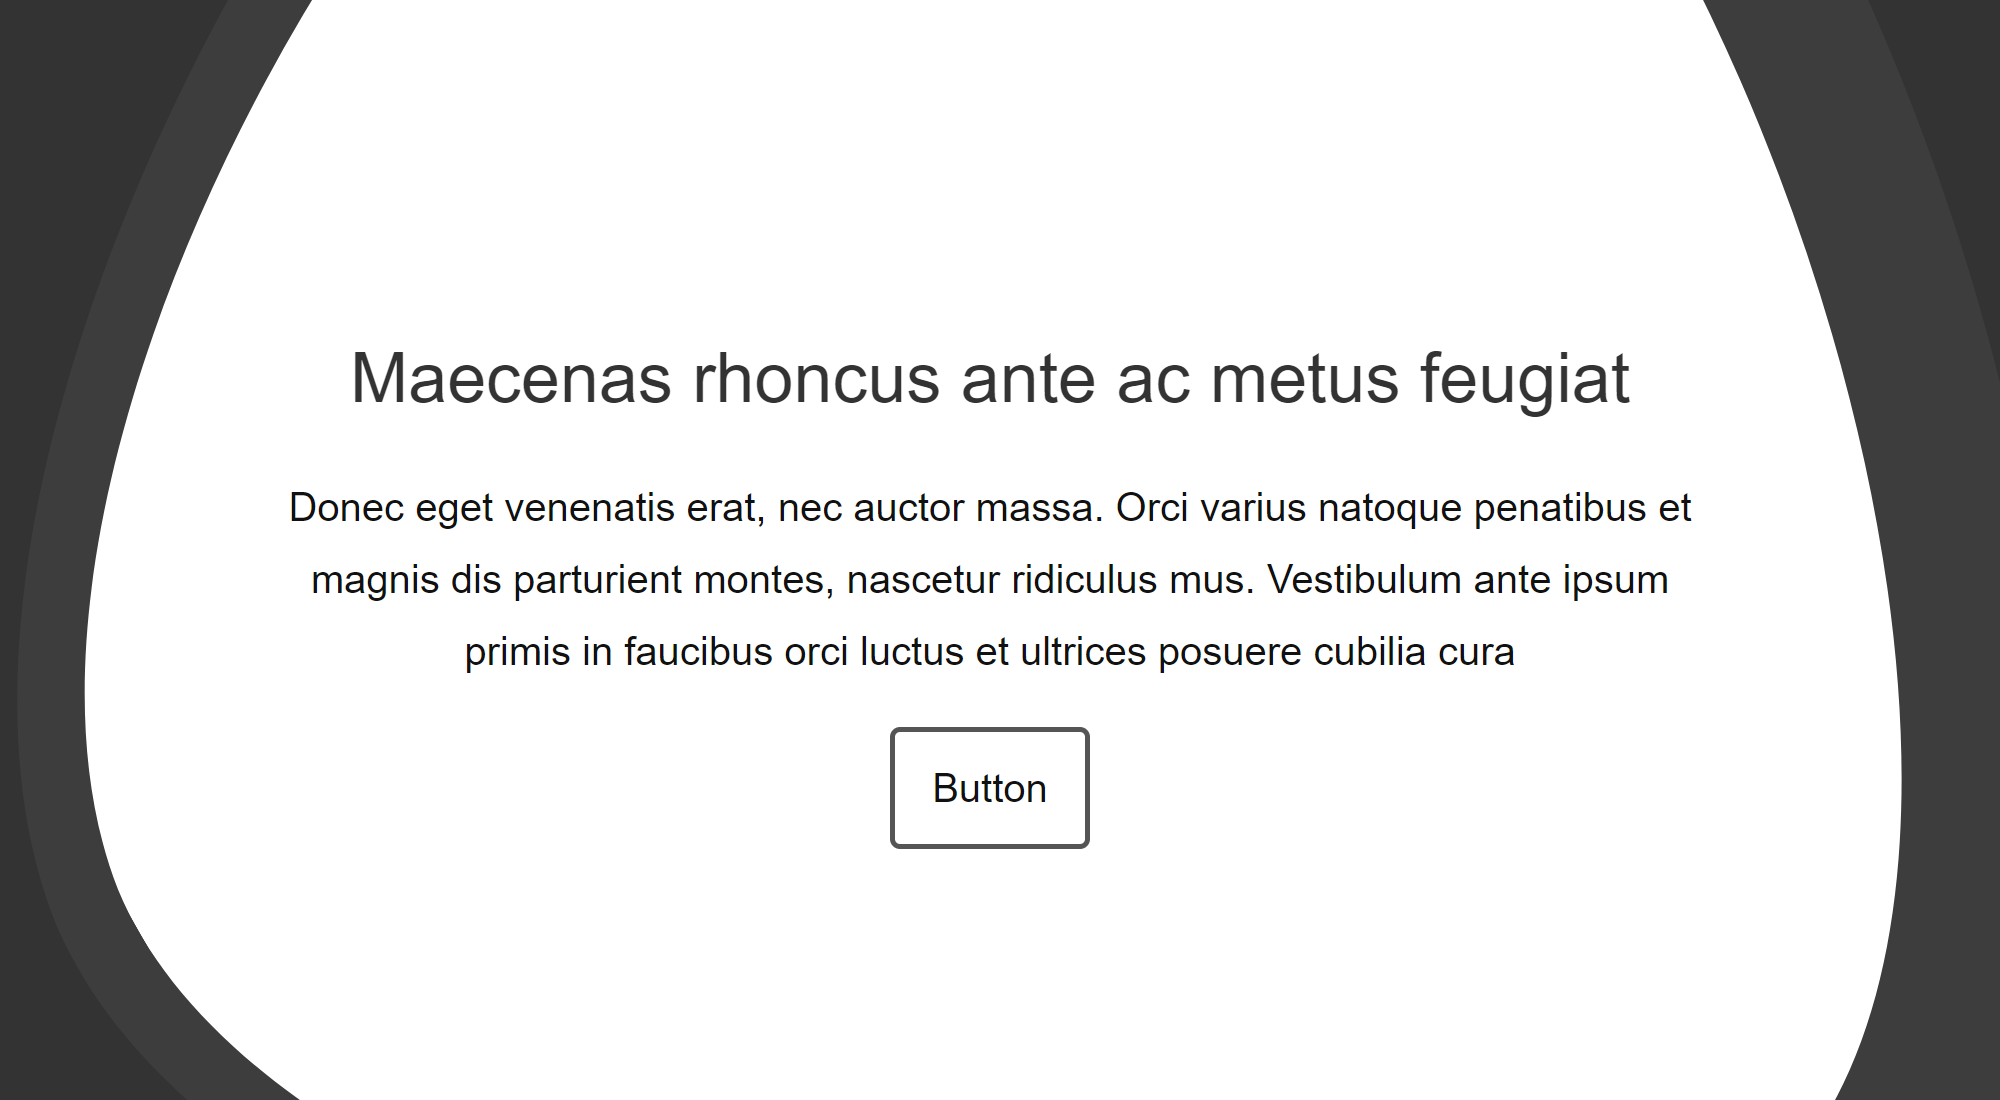 Maecenas rhoncus ante ac metus feugiat
Donec eget venenatis erat, nec auctor massa. Orci varius natoque penatibus et
magnis dis parturient montes, nascetur ridiculus mus. Vestibulum ante ipsum
primis in faucibus orci luctus et ultrices posuere cubilia cura
Button